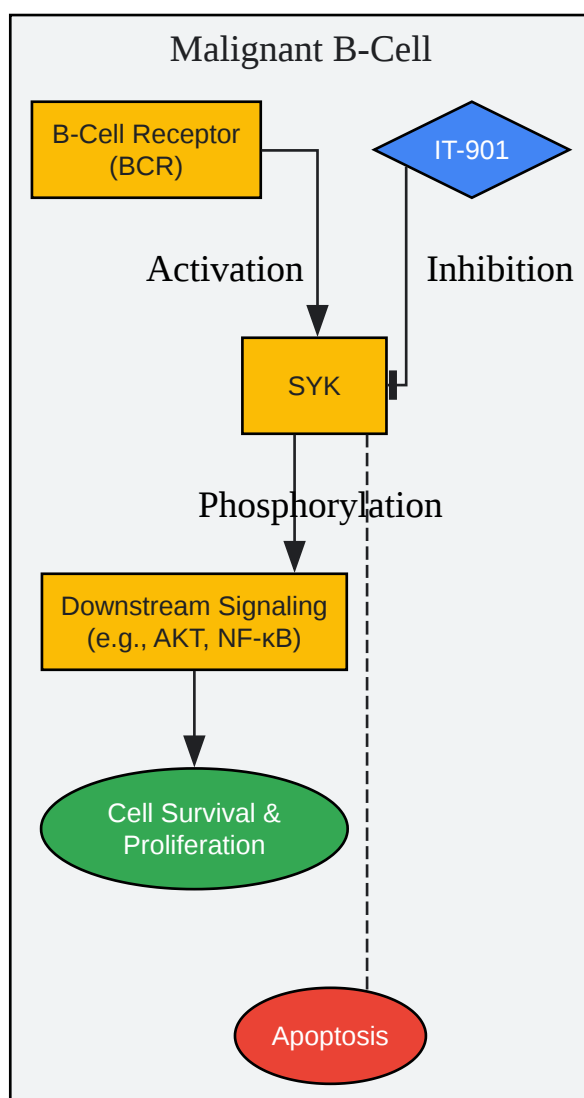 Malignant B-Cell
B-Cell Receptor
(BCR)
IT-901
Activation
Inhibition
SYK
Phosphorylation
Downstream Signaling
(e.g., AKT, NF-κB)
Cell Survival &
Proliferation
Apoptosis